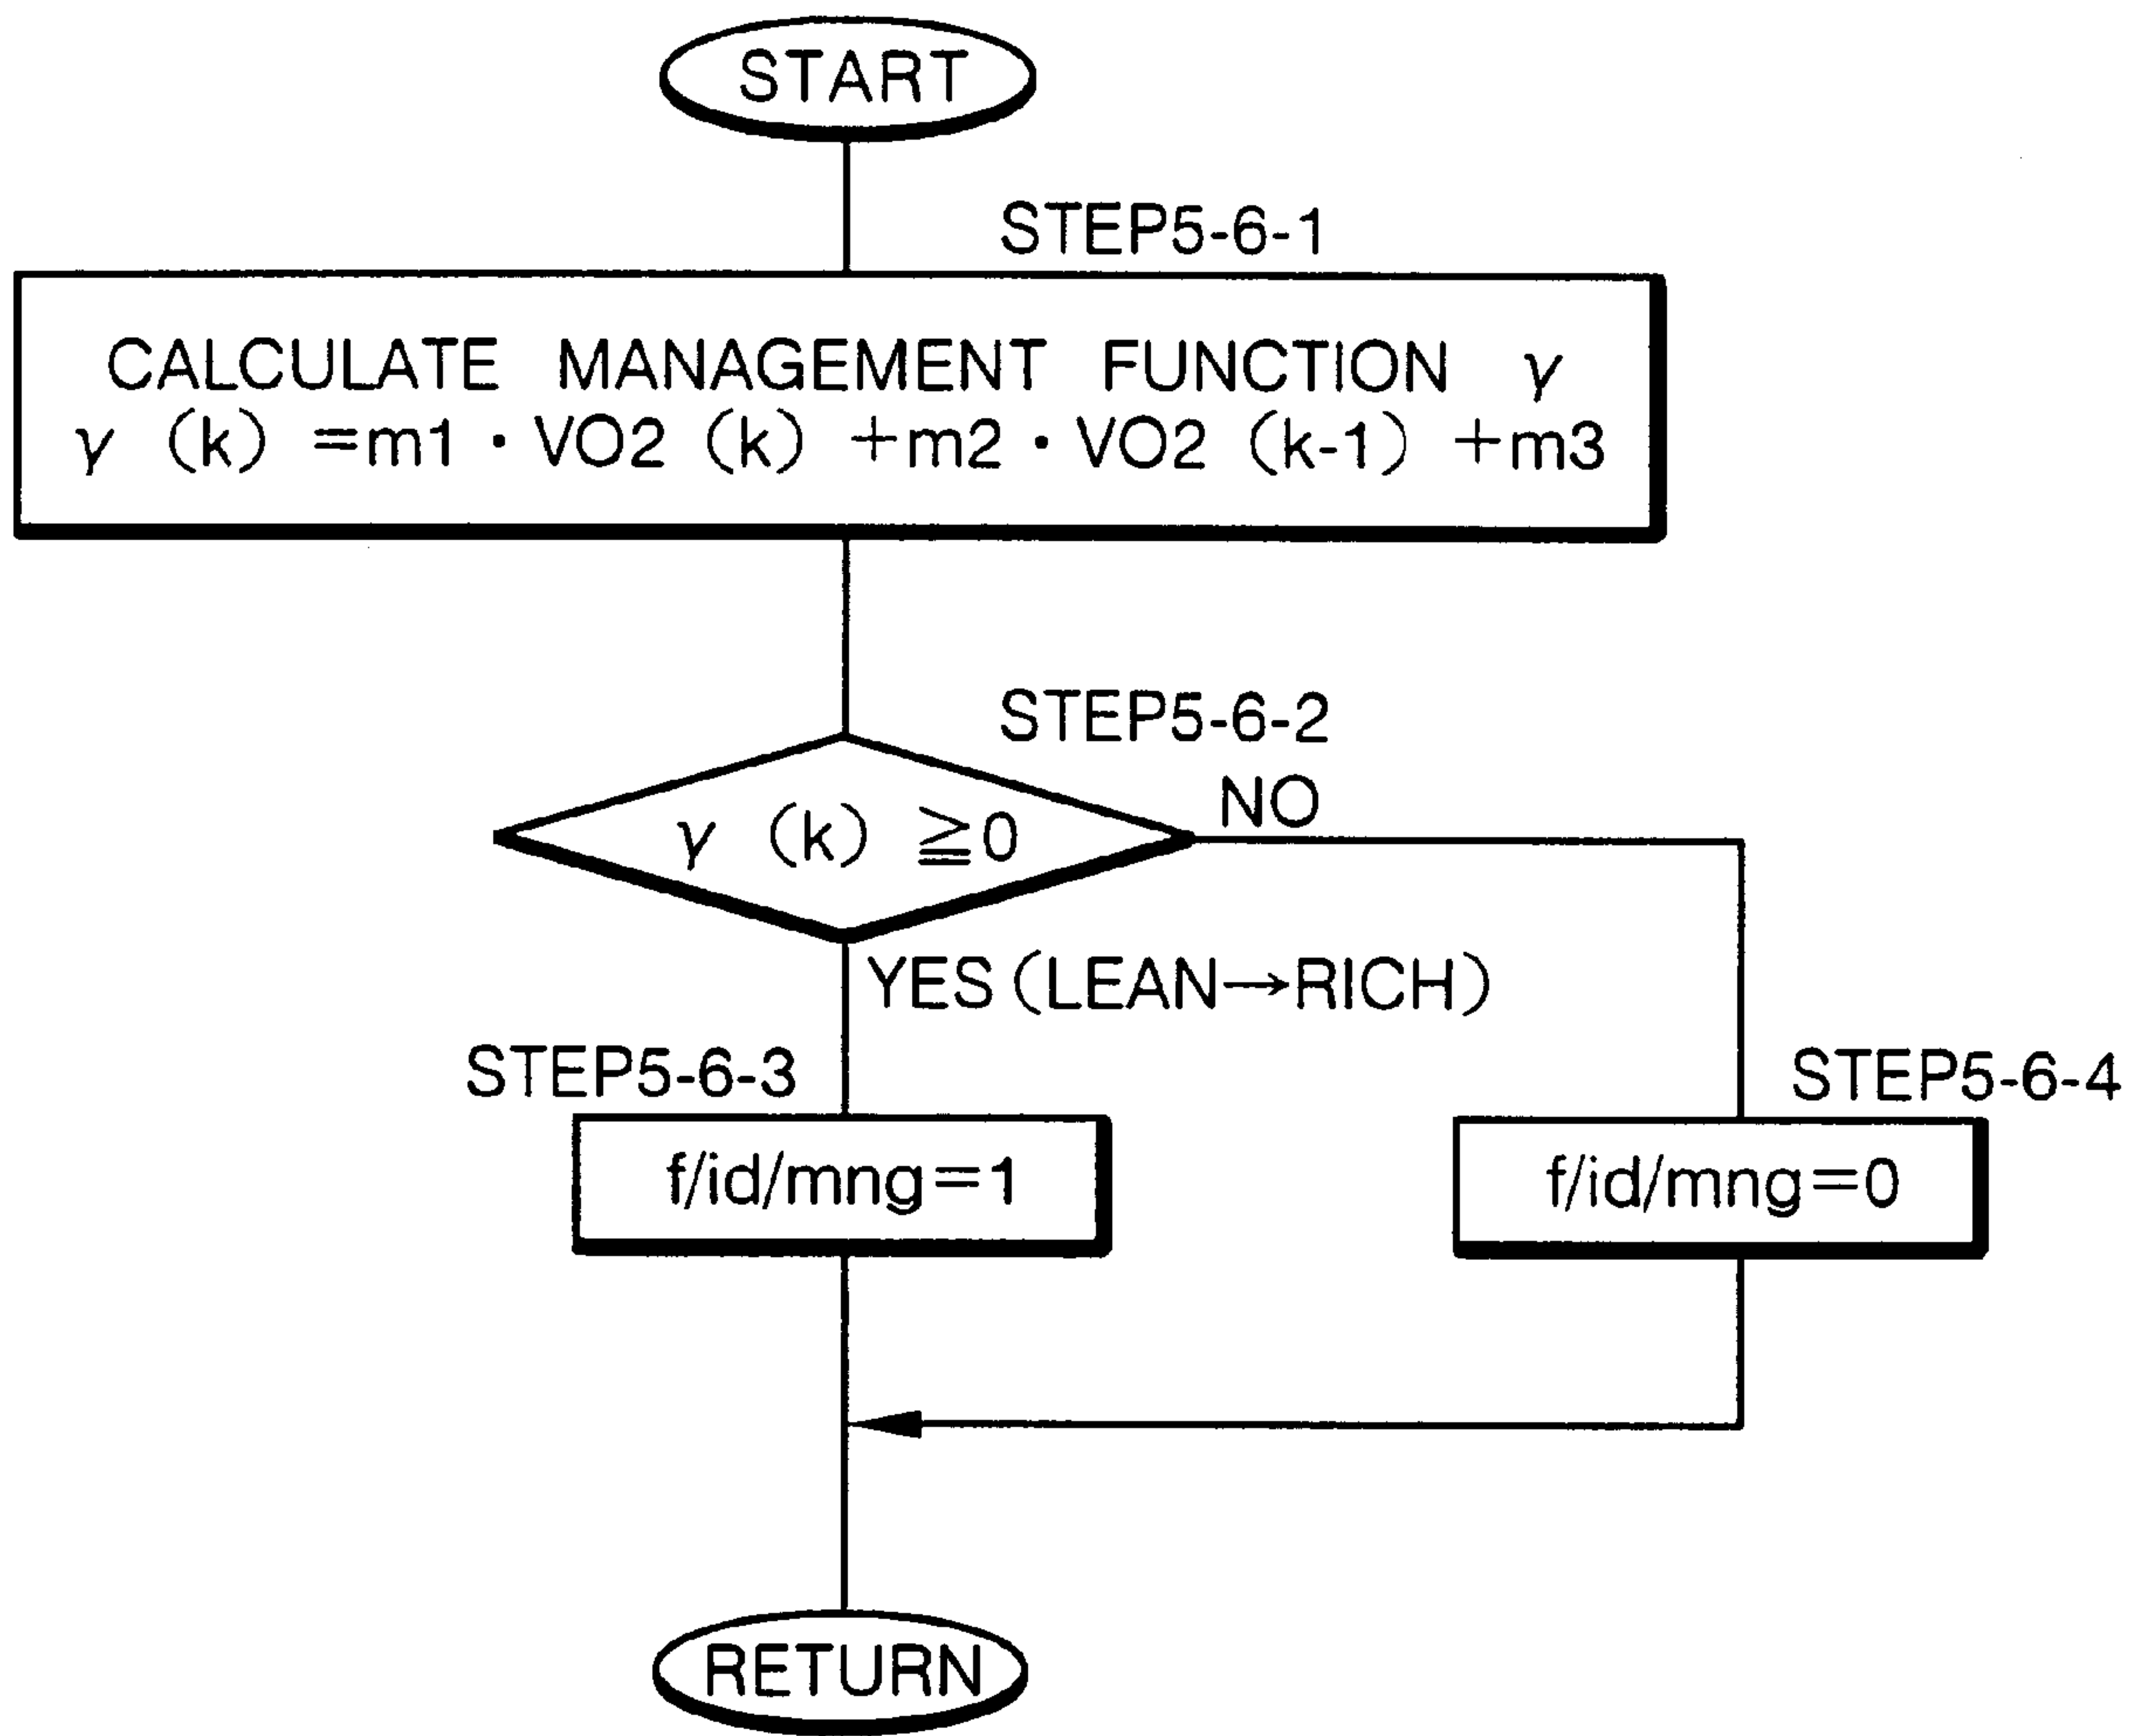 START
STEP5-6-1
CALCULATE MANAGEMENT FUNCTION γ
γ (k) =m1・VO2 (k) +m2・VO2 (k-1) +m3
STEP5-6-2
γ (k) ≧0
NO
YES(LEAN→RICH)
STEP5-6-3
STEP5-6-4
f/id/mng=1
f/id/mng=0
RETURN